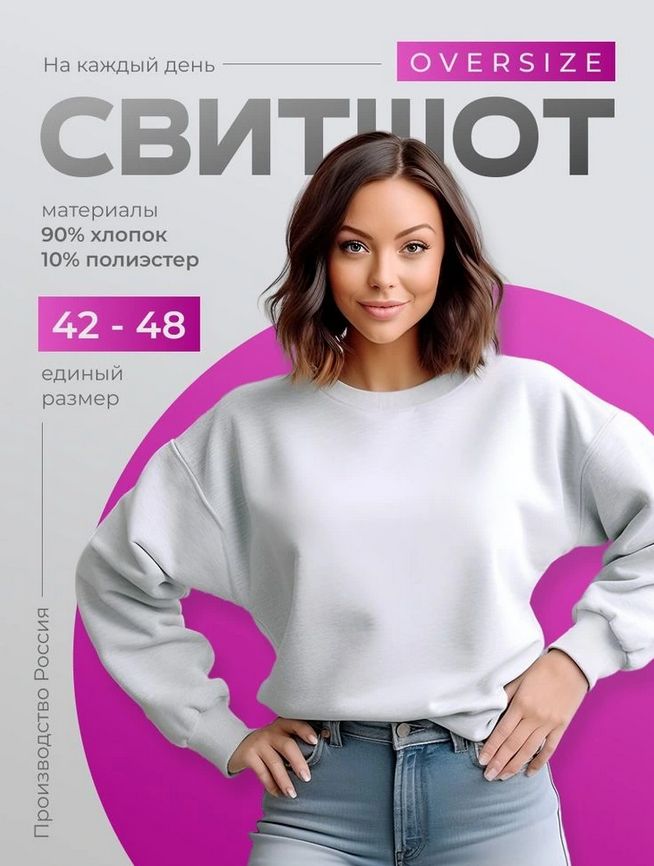 На каждый день
OVERSIZE
СВИТШОТ
материалы
90% хлопок
10% полиэстер
42 - 48
единый
размер
Производство Россия